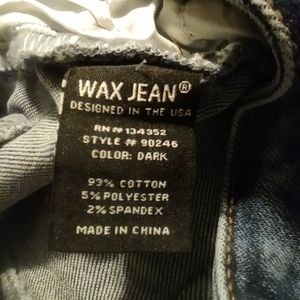 WAX JEAN®
DESIGNED IN THE USA
RN # 134352
STYLE # 90246
COLOR: DARK
93% COTTON
5% POLYESTER
2% SPANDEX
MADE IN CHINA